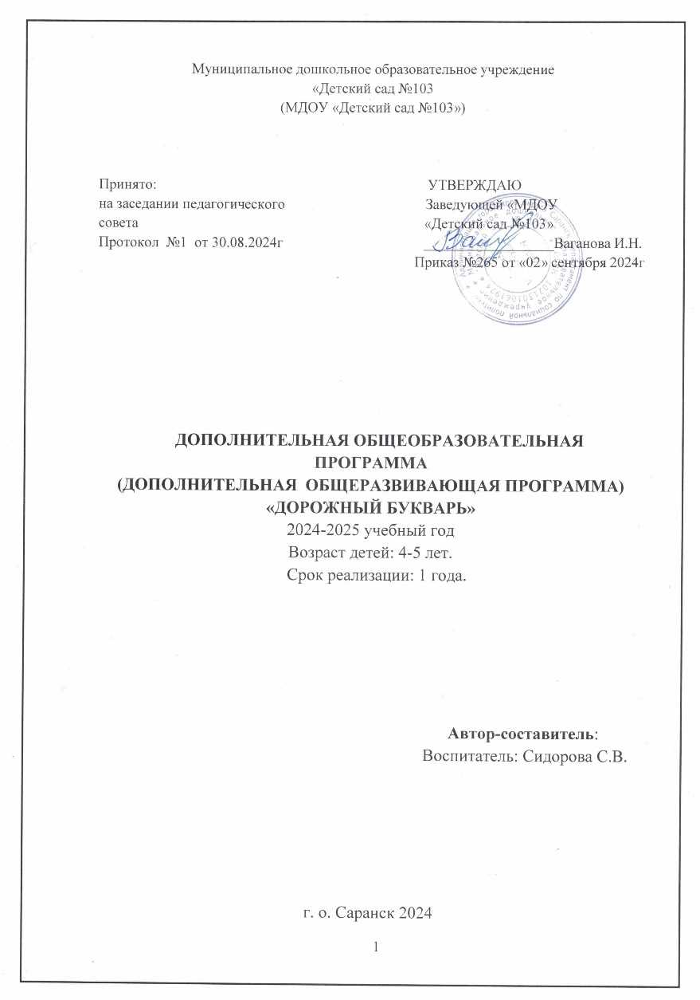 Муниципальное дошкольное образовательное учреждение
«Детский сад №103
(МДОУ «Детский сад №103»)
Принято:
на заседании педагогического
совета
Протокол №1 от 30.08.2024г
УТВЕРЖДАЮ
Заведующей «МДОУ
«Детский сад №103»
Ваганова И.Н.
Приказ №265 от «02» сентября 2024г
ДОПОЛНИТЕЛЬНАЯ ОБЩЕОБРАЗОВАТЕЛЬНАЯ
ПРОГРАММА
(ДОПОЛНИТЕЛЬНАЯ ОБЩЕРАЗВИВАЮЩАЯ ПРОГРАММА)
«ДОРОЖНЫЙ БУКВАРЬ»
2024-2025 учебный год
Возраст детей: 4-5 лет.
Срок реализации: 1 года.
Автор-составитель:
Воспитатель: Сидорова С.В.
г. о. Саранск 2024
1